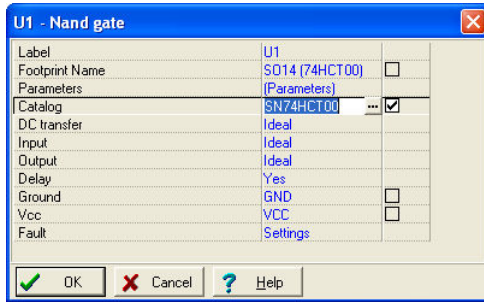 U1 - Nand gate
Label U1
Footprint Name SO14 (74HCT00)
Parameters (Parameters)
Catalog SN74HCT00 ...
DC transfer Ideal
Input Ideal
Output Ideal
Delay Yes
Ground GND
Vcc VCC
Fault Settings
OK Cancel ? Help